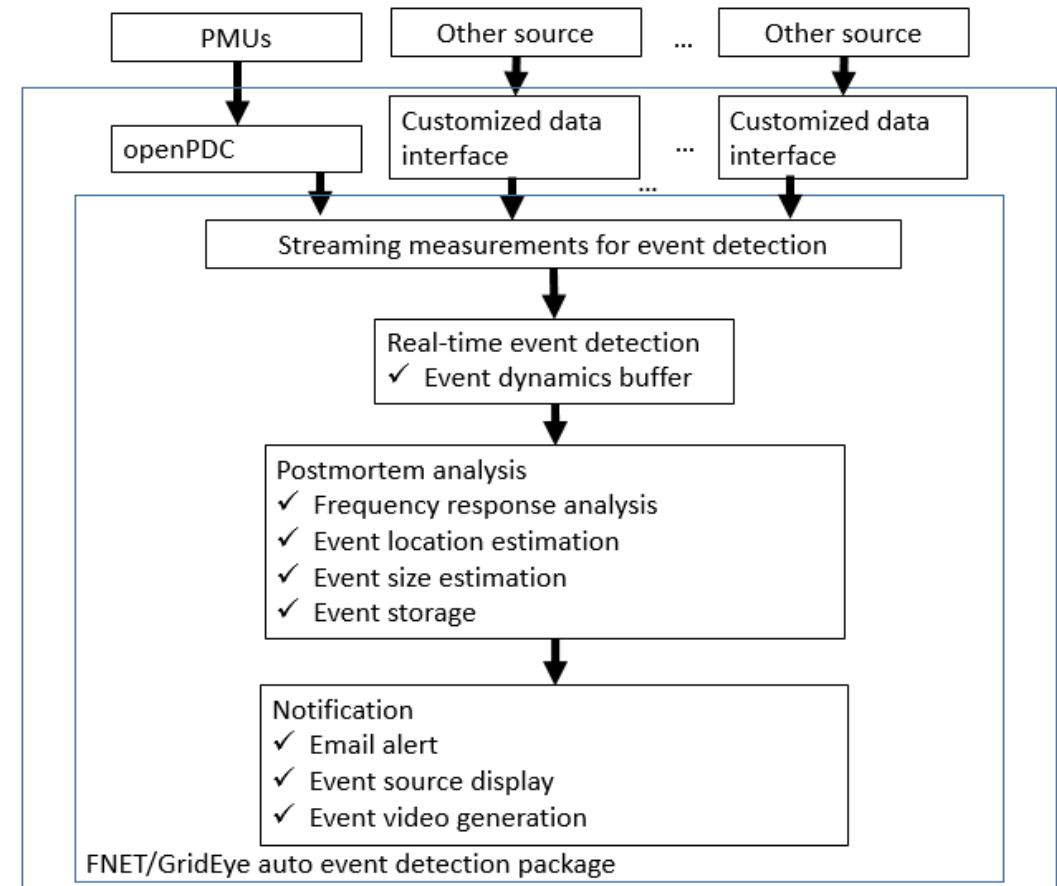 PMUs
Other source
...
Other source
openPDC
Customized data
interface
...
Customized data
interface
...
Streaming measurements for event detection
Real-time event detection
✓ Event dynamics buffer
Postmortem analysis
✓ Frequency response analysis
✓ Event location estimation
✓ Event size estimation
✓ Event storage
Notification
✓ Email alert
✓ Event source display
✓ Event video generation
FNET/GridEye auto event detection package